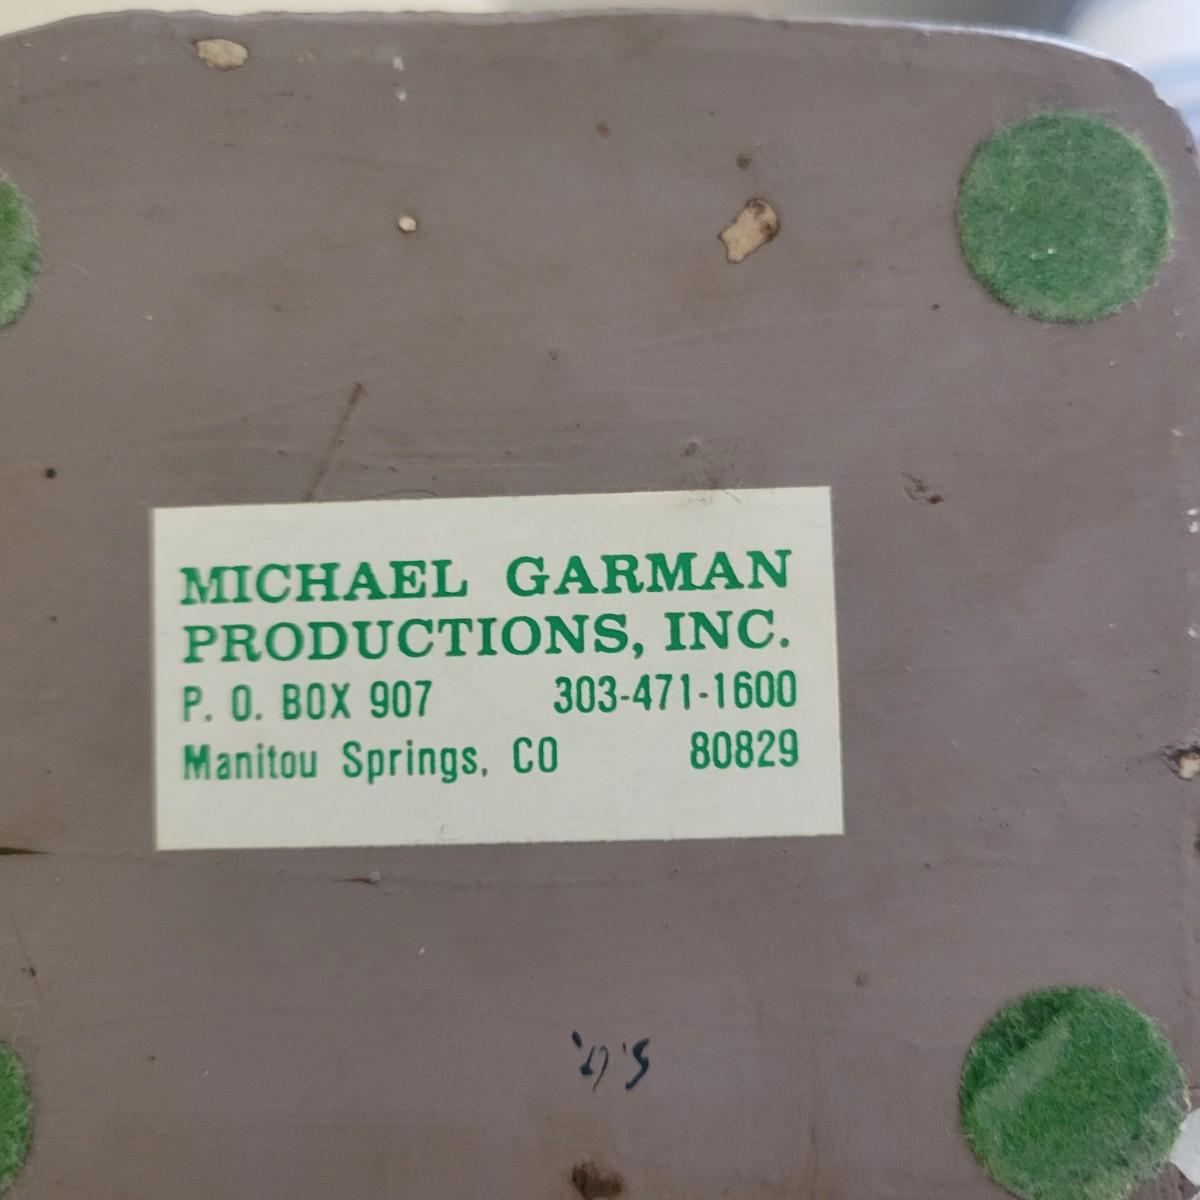 MICHAEL GARMAN
PRODUCTIONS, INC.
P. O. BOX 907 303-471-1600
Manitou Springs, CO 80829